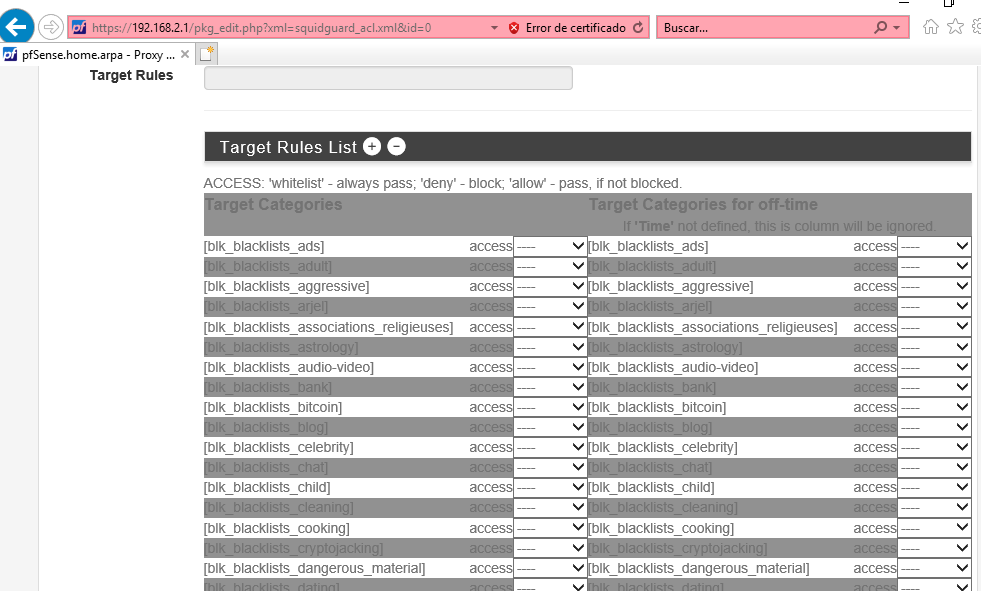 https://192.168.2.1/pkg_edit.php?xml=squidguard_acl.xml&id=0 Error de certificado Buscar...
pfSense.home.arpa - Proxy ...
Target Rules
Target Rules List
ACCESS: 'whitelist' - always pass; 'deny' - block; 'allow' - pass, if not blocked.
Target Categories Target Categories for off-time
If 'Time' not defined, this is column will be ignored.
[blk_blacklists_ads] access ---- [blk_blacklists_ads] access ----
[blk_blacklists_adult] access ---- [blk_blacklists_adult] access ----
[blk_blacklists_aggressive] access ---- [blk_blacklists_aggressive] access ----
[blk_blacklists_arjel] access ---- [blk_blacklists_arjel] access ----
[blk_blacklists_associations_religieuses] access ---- [blk_blacklists_associations_religieuses] access ----
[blk_blacklists_astrology] access ---- [blk_blacklists_astrology] access ----
[blk_blacklists_audio-video] access ---- [blk_blacklists_audio-video] access ----
[blk_blacklists_bank] access ---- [blk_blacklists_bank] access ----
[blk_blacklists_bitcoin] access ---- [blk_blacklists_bitcoin] access ----
[blk_blacklists_blog] access ---- [blk_blacklists_blog] access ----
[blk_blacklists_celebrity] access ---- [blk_blacklists_celebrity] access ----
[blk_blacklists_chat] access ---- [blk_blacklists_chat] access ----
[blk_blacklists_child] access ---- [blk_blacklists_child] access ----
[blk_blacklists_cleaning] access ---- [blk_blacklists_cleaning] access ----
[blk_blacklists_cooking] access ---- [blk_blacklists_cooking] access ----
[blk_blacklists_cryptojacking] access ---- [blk_blacklists_cryptojacking] access ----
[blk_blacklists_dangerous_material] access ---- [blk_blacklists_dangerous_material] access ----
[blk_blacklists_dating] access ---- [blk_blacklists_dating] access ----